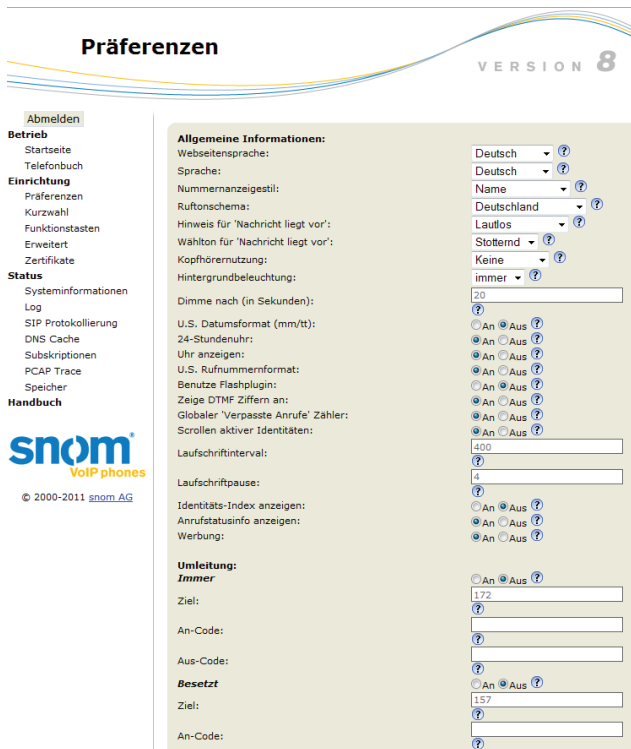 Präferenzen
VERSION 8
Abmelden
Betrieb
Startseite
Telefonbuch
Einrichtung
Präferenzen
Kurzwahl
Funktionstasten
Erweitert
Zertifikate
Status
Systeminformationen
Log
SIP Protokollierung
DNS Cache
Subskriptionen
PCAP Trace
Speicher
Handbuch
snom
VoIP phones
© 2000-2011 snom AG
Allgemeine Informationen:
Webseitensprache: Deutsch ?
Sprache: Deutsch ?
Nummernanzeigestil: Name ?
Ruftonschema: Deutschland ?
Hinweis für 'Nachricht liegt vor': Lautlos ?
Wählton für 'Nachricht liegt vor': Stotternd ?
Kopfhörernutzung: Keine ?
Hintergrundbeleuchtung: immer ?
Dimme nach (in Sekunden): 20
?
U.S. Datumsformat (mm/tt): An Aus ?
24-Stundenuhr: An Aus ?
Uhr anzeigen: An Aus ?
U.S. Rufnummernformat: An Aus ?
Benutze Flashplugin: An Aus ?
Zeige DTMF Ziffern an: An Aus ?
Globaler 'Verpasste Anrufe' Zähler: An Aus ?
Scrollen aktiver Identitäten: An Aus ?
Laufschriftinterval: 400
?
Laufschriftpause: 4
?
Identitäts-Index anzeigen: An Aus ?
Anrufstatusinfo anzeigen: An Aus ?
Werbung: An Aus ?
Umleitung:
Immer An Aus ?
Ziel: 172
?
An-Code:
?
Aus-Code:
?
Besetzt An Aus ?
Ziel: 157
?
An-Code:
?